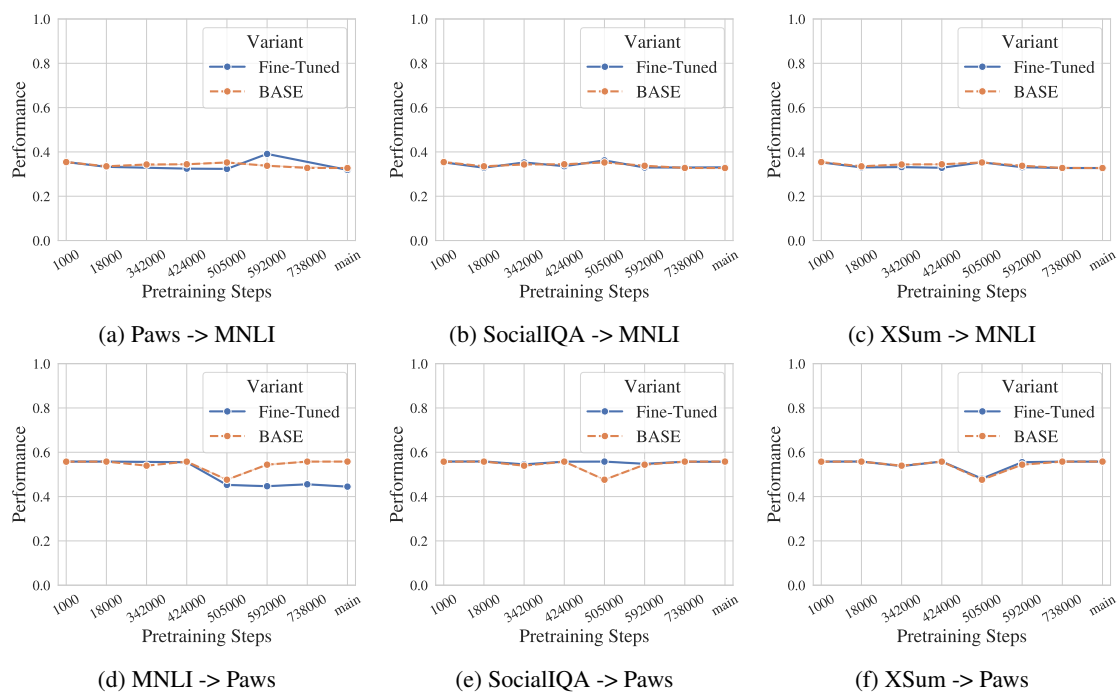 1.0
0.8
0.6
0.4
0.2
0.0
Performance
Variant
Fine-Tuned
BASE
1000
18000
342000
424000
505000
592000
738000
main
Pretraining Steps
(a) Paws -> MNLI
1.0
0.8
0.6
0.4
0.2
0.0
Performance
Variant
Fine-Tuned
BASE
1000
18000
342000
424000
505000
592000
738000
main
Pretraining Steps
(b) SocialIQA -> MNLI
1.0
0.8
0.6
0.4
0.2
0.0
Performance
Variant
Fine-Tuned
BASE
1000
18000
342000
424000
505000
592000
738000
main
Pretraining Steps
(c) XSum -> MNLI
1.0
0.8
0.6
0.4
0.2
0.0
Performance
Variant
Fine-Tuned
BASE
1000
18000
342000
424000
505000
592000
738000
main
Pretraining Steps
(d) MNLI -> Paws
1.0
0.8
0.6
0.4
0.2
0.0
Performance
Variant
Fine-Tuned
BASE
1000
18000
342000
424000
505000
592000
738000
main
Pretraining Steps
(e) SocialIQA -> Paws
1.0
0.8
0.6
0.4
0.2
0.0
Performance
Variant
Fine-Tuned
BASE
1000
18000
342000
424000
505000
592000
738000
main
Pretraining Steps
(f) XSum -> Paws